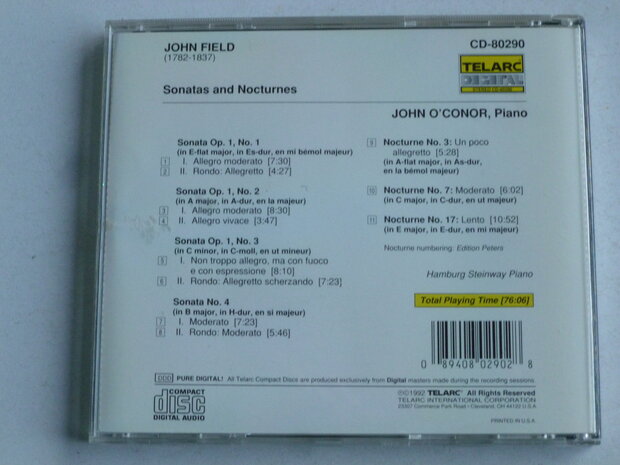 JOHN FIELD
(1782-1837)
CD-80290
TELARC
DIGITAL
Sonatas and Nocturnes
JOHN O'CONOR, Piano
Sonata Op. 1, No. 1
(in E-flat major, in Es-dur, en mi bémol majeur)
1 I. Allegro moderato [7:30]
2 II. Rondo: Allegretto [4:27]
Sonata Op. 1, No. 2
(in A major, in A-dur, en la majeur)
3 I. Allegro moderato [8:30]
4 II. Allegro vivace [3:47]
Sonata Op. 1, No. 3
(in C minor, in C-moll, en ut mineur)
5 I. Non troppo allegro, ma con fuoco
e con espressione [8:10]
6 II. Rondo: Allegretto scherzando [7:23]
Sonata No. 4
(in B major, in H-dur, en si majeur)
7 I. Moderato [7:23]
8 II. Rondo: Moderato [5:46]
9 Nocturne No. 3: Un poco
allegretto [5:28]
(in A-flat major, in As-dur,
en la bémol majeur)
10 Nocturne No. 7: Moderato [6:02]
(in C major, in C-dur, en ut majeur)
11 Nocturne No. 17: Lento [10:52]
(in E major, in E-dur, en mi majeur)
Nocturne numbering: Edition Peters
Hamburg Steinway Piano
Total Playing Time [76:06]
0 89408 02902 8
DDD PURE DIGITAL! All Telarc Compact Discs are produced exclusively from Digital masters made during the recording sessions.
COMPACT
disc
DIGITAL AUDIO
℗©1992 TELARC® All Rights Reserved
TELARC INTERNATIONAL CORPORATION
23307 Commerce Park Road • Cleveland, OH 44122 U.S.A.
PRINTED IN U.S.A.